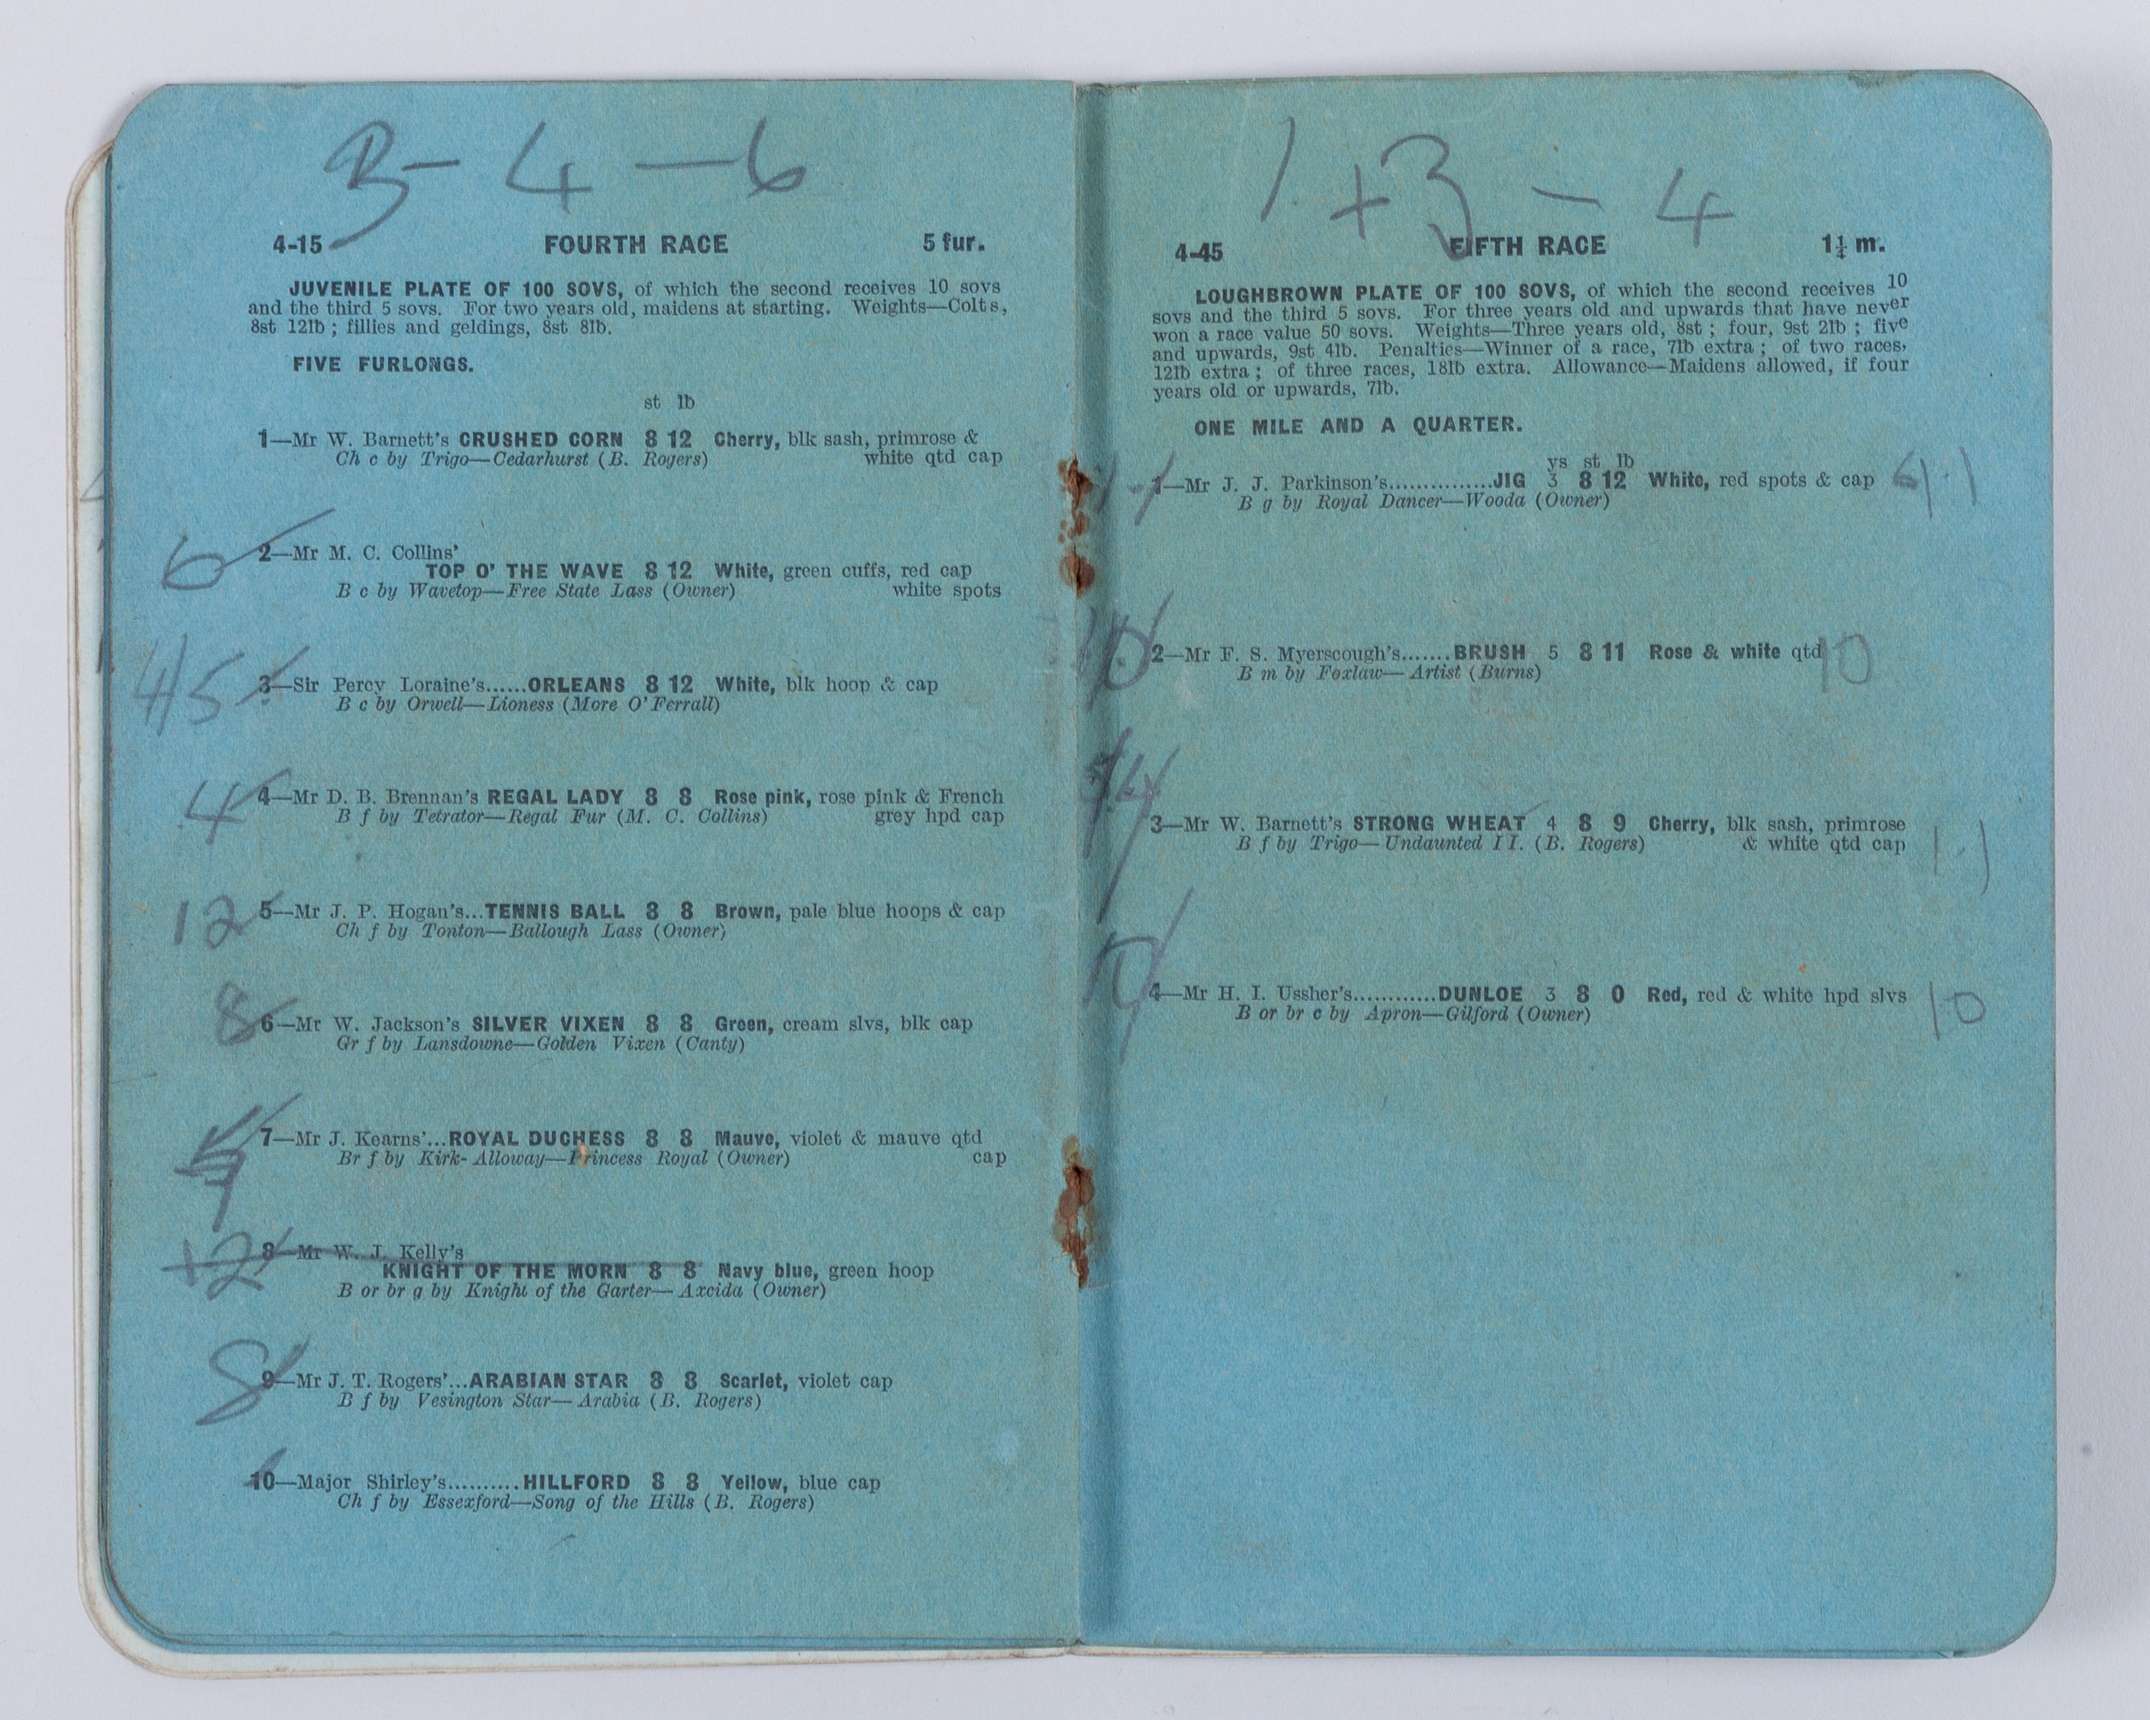 3 - 4 - 6
4-15 FOURTH RACE 5 fur.
JUVENILE PLATE OF 100 SOVS, of which the second receives 10 sovs
and the third 5 sovs. For two years old, maidens at starting. Weights—Colts,
8st 12lb ; fillies and geldings, 8st 8lb.
FIVE FURLONGS.
st lb
1—Mr W. Barnett's CRUSHED CORN 8 12 Cherry, blk sash, primrose &
Ch c by Trigo—Cedarhurst (B. Rogers) white qtd cap
6 2—Mr M. C. Collins'
TOP O' THE WAVE 8 12 White, green cuffs, red cap
B c by Wavetop—Free State Lass (Owner) white spots
3—Sir Percy Loraine's......ORLEANS 8 12 White, blk hoop & cap
B c by Orwell—Lioness (More O'Ferrall)
4 4—Mr D. B. Brennan's REGAL LADY 8 8 Rose pink, rose pink & French
B f by Tetrator—Regal Fur (M. C. Collins) grey hpd cap
12 5—Mr J. P. Hogan's...TENNIS BALL 8 8 Brown, pale blue hoops & cap
Ch f by Tonton—Ballough Lass (Owner)
8 6—Mr W. Jackson's SILVER VIXEN 8 8 Green, cream slvs, blk cap
Gr f by Lansdowne—Golden Vixen (Canty)
7—Mr J. Kearns'...ROYAL DUCHESS 8 8 Mauve, violet & mauve qtd
Br f by Kirk-Alloway—Princess Royal (Owner) cap
8—Mr W. J. Kelly's
KNIGHT OF THE MORN 8 8 Navy blue, green hoop
B or br g by Knight of the Garter—Axcida (Owner)
8 9—Mr J. T. Rogers'...ARABIAN STAR 8 8 Scarlet, violet cap
B f by Vesington Star—Arabia (B. Rogers)
10—Major Shirley's..........HILLFORD 8 8 Yellow, blue cap
Ch f by Essexford—Song of the Hills (B. Rogers)
1 + 3 - 4
4-45 FIFTH RACE 1¼ m.
LOUGHBROWN PLATE OF 100 SOVS, of which the second receives 10
sovs and the third 5 sovs. For three years old and upwards that have never
won a race value 50 sovs. Weights—Three years old, 8st ; four, 9st 2lb ; five
and upwards, 9st 4lb. Penalties—Winner of a race, 7lb extra ; of two races,
12lb extra ; of three races, 18lb extra. Allowance—Maidens allowed, if four
years old or upwards, 7lb.
ONE MILE AND A QUARTER.
ys st lb
1—Mr J. J. Parkinson's...............JIG 3 8 12 White, red spots & cap
B g by Royal Dancer—Wooda (Owner)
2—Mr F. S. Myerscough's.......BRUSH 5 8 11 Rose & white qtd 10
B m by Foxlaw—Artist (Burns)
3—Mr W. Barnett's STRONG WHEAT 4 8 9 Cherry, blk sash, primrose
B f by Trigo—Undaunted II. (B. Rogers) & white qtd cap
4—Mr H. I. Ussher's............DUNLOE 3 8 0 Red, red & white hpd slvs 10
B or br c by Apron—Gilford (Owner)